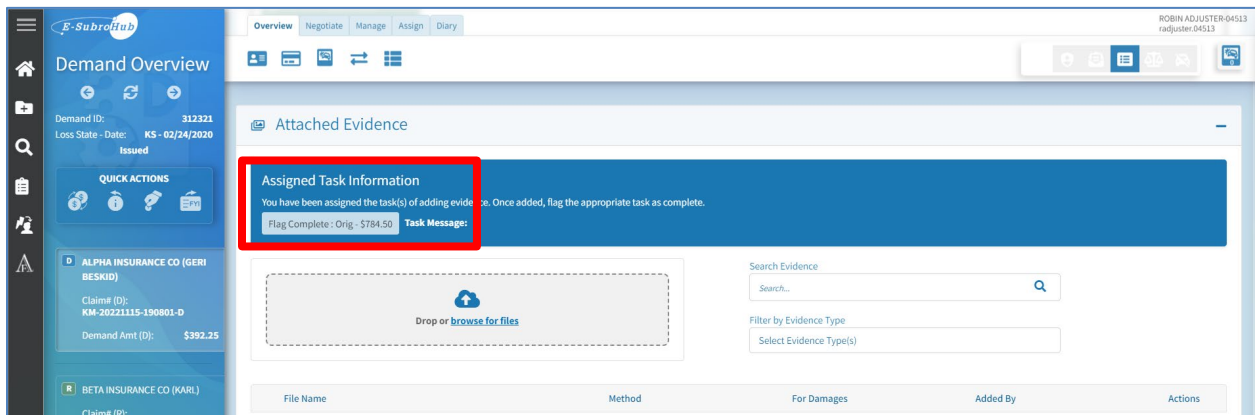 E-SubroHub
Demand Overview
Demand ID: 312321
Loss State - Date: KS - 02/24/2020
Issued
QUICK ACTIONS
FYI
D ALPHA INSURANCE CO (GERI
BESKID)
Claim# (D):
KM-20221115-190801-D
Demand Amt (D): $392.25
R BETA INSURANCE CO (KARL)
Claim# (R):
Overview Negotiate Manage Assign Diary
ROBIN ADJUSTER-04513
radjuster.04513
Attached Evidence
Assigned Task Information
You have been assigned the task(s) of adding evidence. Once added, flag the appropriate task as complete.
Flag Complete : Orig - $784.50 Task Message:
Drop or browse for files
Search Evidence
Search...
Filter by Evidence Type
Select Evidence Type(s)
File Name Method For Damages Added By Actions